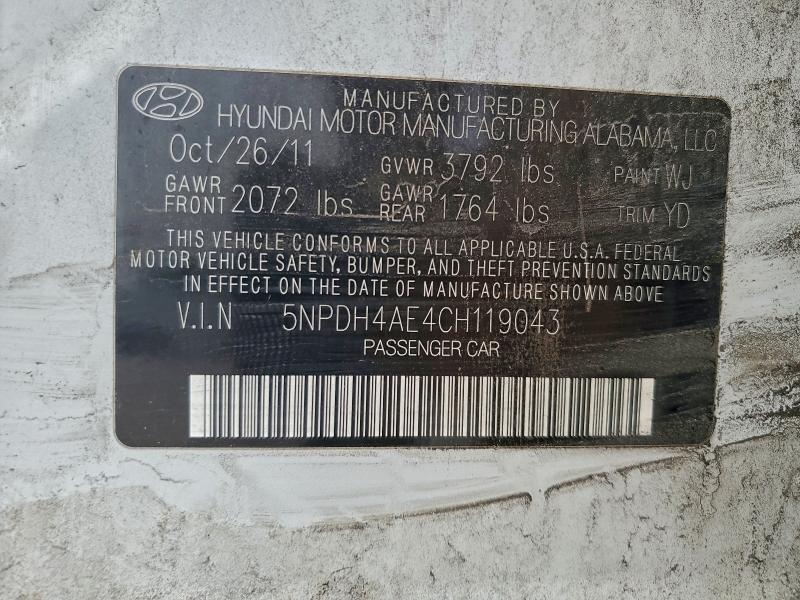 MANUFACTURED BY
HYUNDAI MOTOR MANUFACTURING ALABAMA, LLC
Oct/26/11 GVWR 3792 lbs PAINT WJ
GAWR FRONT 2072 lbs GAWR REAR 1764 lbs TRIM YD
THIS VEHICLE CONFORMS TO ALL APPLICABLE U.S.A. FEDERAL
MOTOR VEHICLE SAFETY, BUMPER, AND THEFT PREVENTION STANDARDS
IN EFFECT ON THE DATE OF MANUFACTURE SHOWN ABOVE
V.I.N 5NPDH4AE4CH119043
PASSENGER CAR